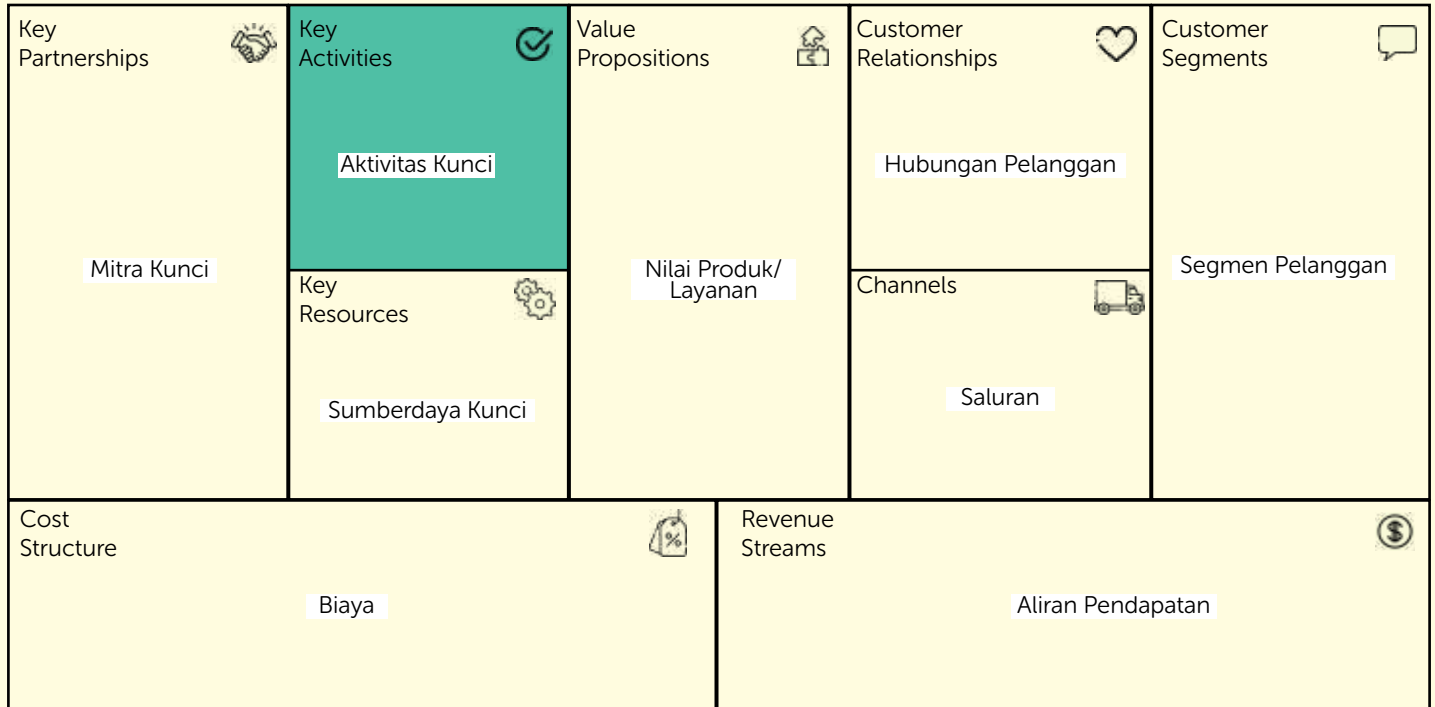 Key
Partnerships
Mitra Kunci
Key
Activities
Aktivitas Kunci
Key
Resources
Sumberdaya Kunci
Value
Propositions
Nilai Produk/
Layanan
Customer
Relationships
Hubungan Pelanggan
Channels
Saluran
Customer
Segments
Segmen Pelanggan
Cost
Structure
%
Biaya
Revenue
Streams
$
Aliran Pendapatan